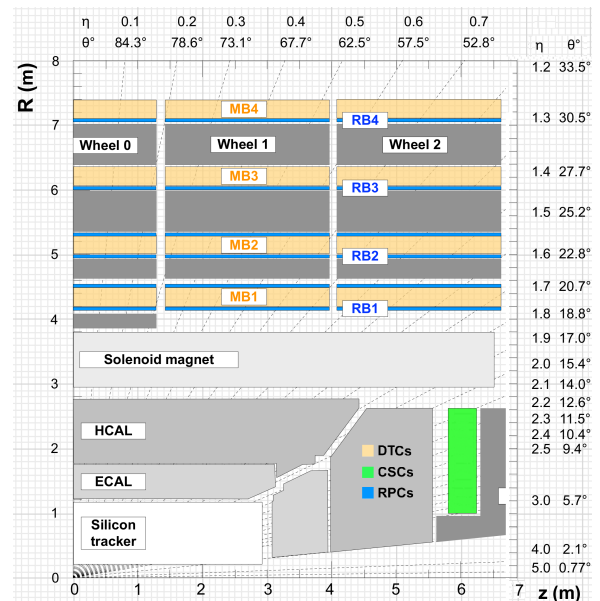 η 0.1 0.2 0.3 0.4 0.5 0.6 0.7
θ° 84.3° 78.6° 73.1° 67.7° 62.5° 57.5° 52.8° η θ°
8 1.2 33.5°
R (m)
MB4
7 RB4 1.3 30.5°
Wheel 0 Wheel 1 Wheel 2
MB3 1.4 27.7°
6 RB3
1.5 25.2°
MB2
5 RB2 1.6 22.8°
MB1 1.7 20.7°
RB1 1.8 18.8°
4
1.9 17.0°
Solenoid magnet 2.0 15.4°
3 2.1 14.0°
2.2 12.6°
HCAL 2.3 11.5°
2.4 10.4°
2 DTCs 2.5 9.4°
ECAL CSCs
RPCs 3.0 5.7°
1
Silicon
tracker
4.0 2.1°
0 5.0 0.77°
0 1 2 3 4 5 6 7 z (m)